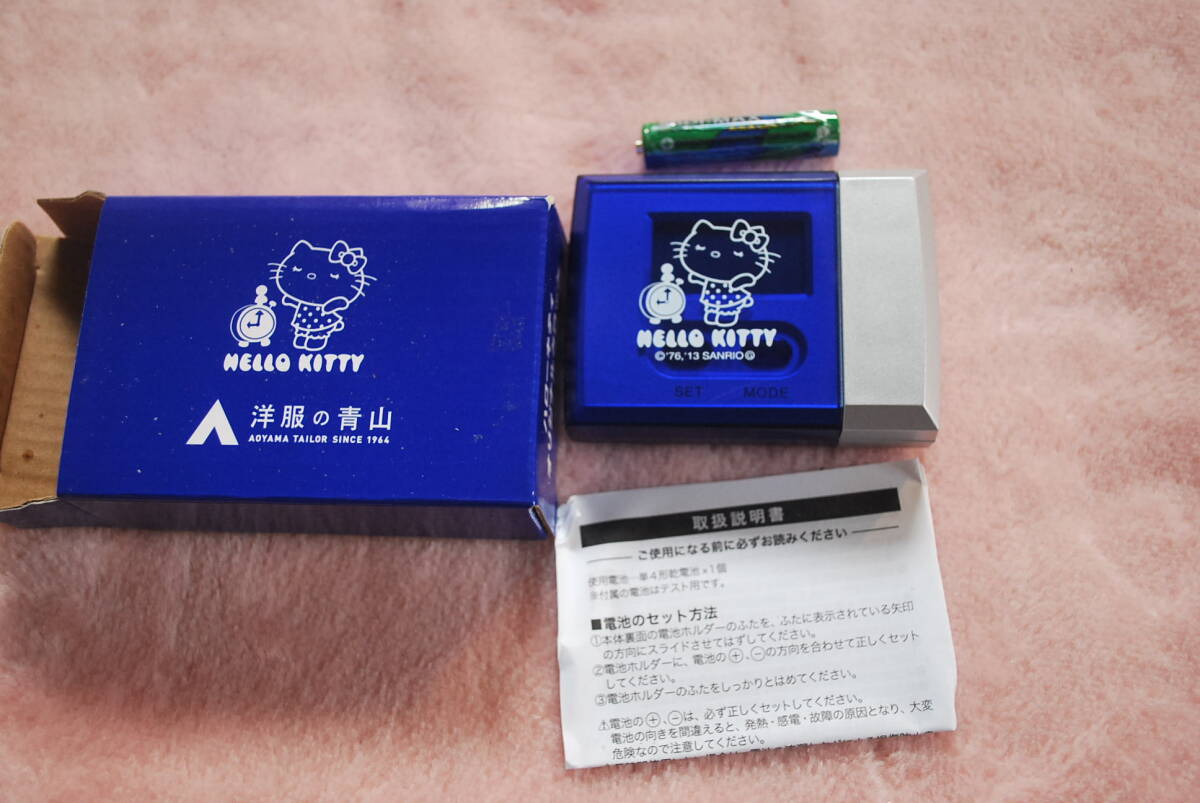 HELLO KITTY
洋服の青山
AOYAMA TAILOR SINCE 1964
HELLO KITTY
©'76,'13 SANRIO
SET MODE
取扱説明書
ご使用になる前に必ずお読みください
使用電池…単4形乾電池×1個
※付属の電池はテスト用です。
■電池のセット方法
①本体裏面の電池ホルダーのふたを、ふたに表示されている矢印
の方向にスライドさせてはずしてください。
②電池ホルダーに、電池の⊕、⊖の方向を合わせて正しくセット
してください。
③電池ホルダーのふたをしっかりとはめてください。
⚠電池の⊕、⊖は、必ず正しくセットしてください。
電池の向きを間違えると、発熱・感電・故障の原因となり、大変
危険なので注意してください。